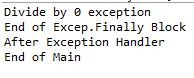 Divide by 0 exception
End of Excep.Finally Block
After Exception Handler
End of Main